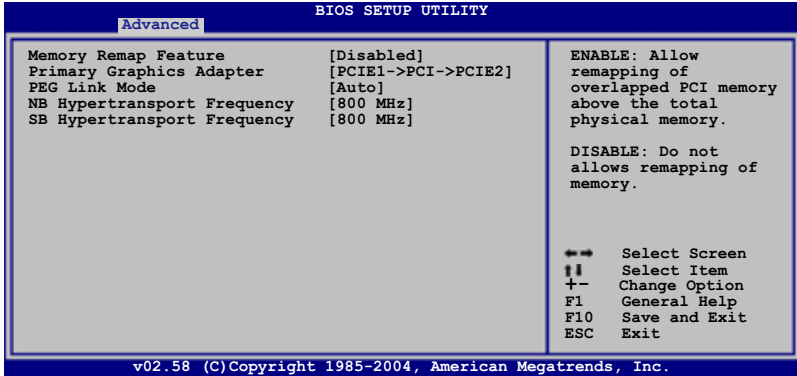 BIOS SETUP UTILITY
Advanced
Memory Remap Feature [Disabled]
Primary Graphics Adapter [PCIE1->PCI->PCIE2]
PEG Link Mode [Auto]
NB Hypertransport Frequency [800 MHz]
SB Hypertransport Frequency [800 MHz]
ENABLE: Allow
remapping of
overlapped PCI memory
above the total
physical memory.
DISABLE: Do not
allows remapping of
memory.
←→ Select Screen
↑↓ Select Item
+- Change Option
F1 General Help
F10 Save and Exit
ESC Exit
v02.58 (C)Copyright 1985-2004, American Megatrends, Inc.